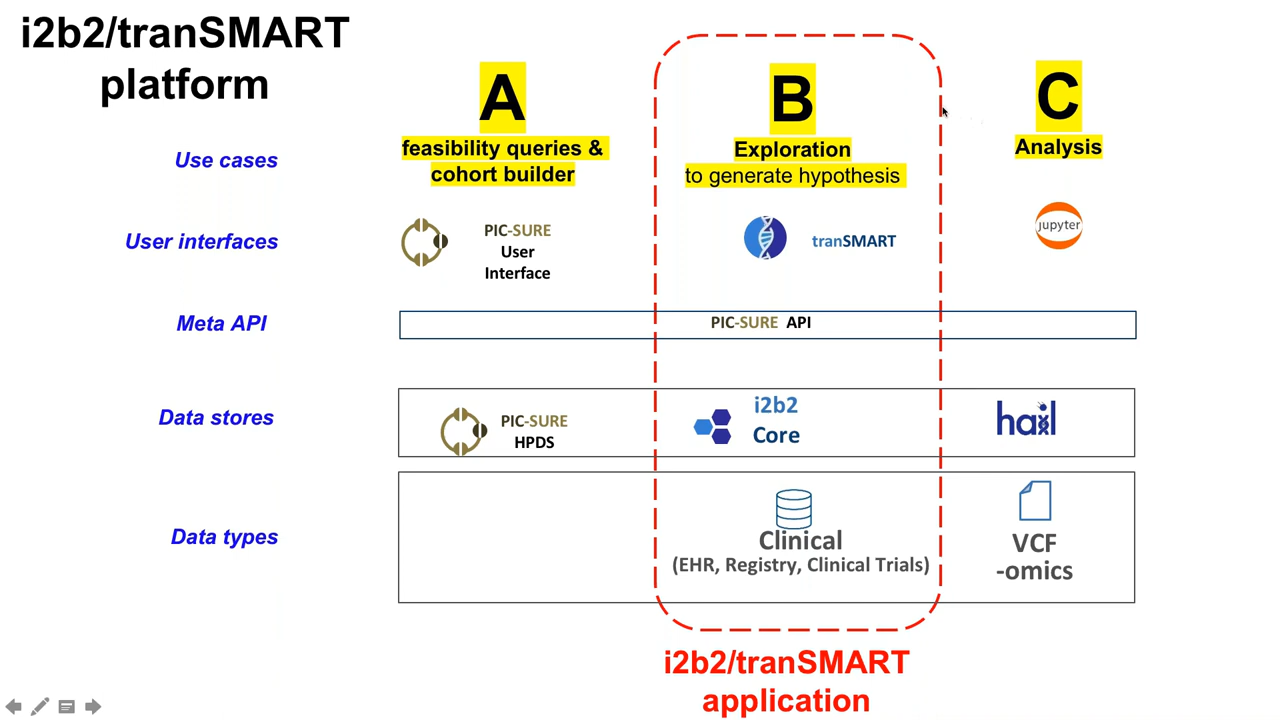 i2b2/tranSMART
platform
A
B
C
Use cases
feasibility queries &
cohort builder
Exploration
to generate hypothesis
Analysis
User interfaces
PIC-SURE
User
Interface
tranSMART
jupyter
Meta API
PIC-SURE API
Data stores
PIC-SURE
HPDS
i2b2
Core
hail
Data types
Clinical
(EHR, Registry, Clinical Trials)
VCF
-omics
i2b2/tranSMART
application